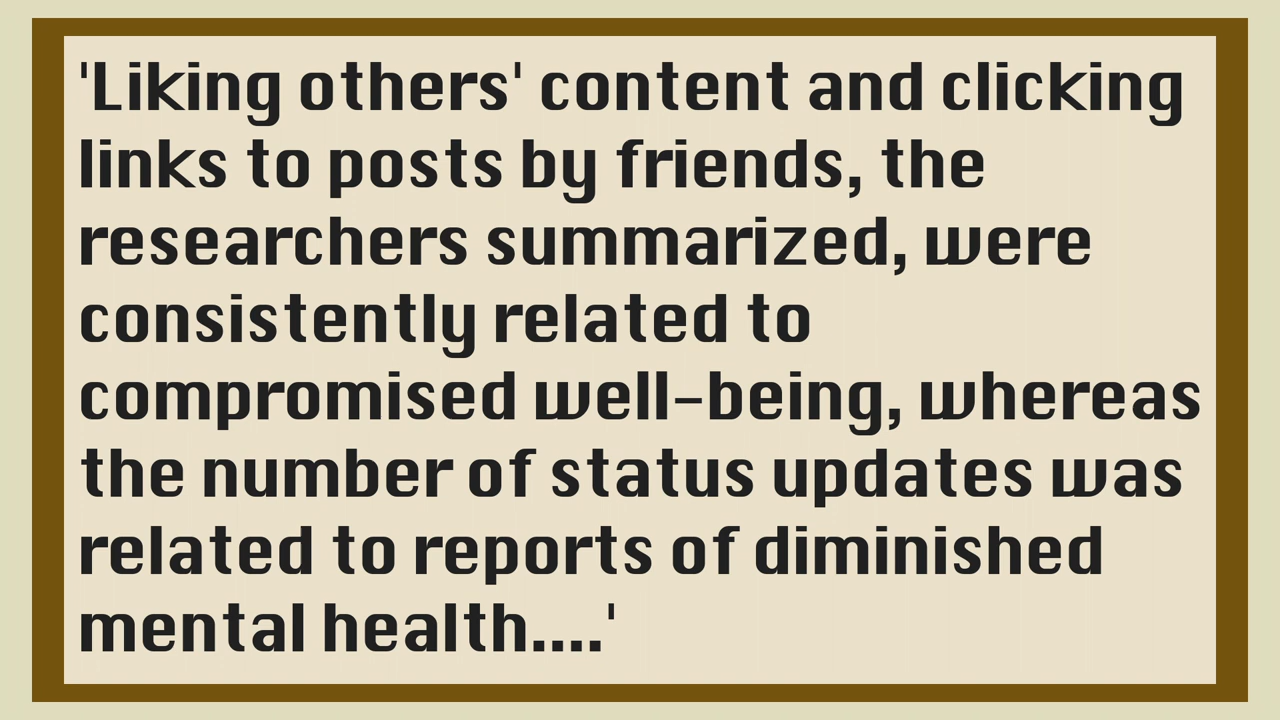 'Liking others' content and clicking
links to posts by friends, the
researchers summarized, were
consistently related to
compromised well-being, whereas
the number of status updates was
related to reports of diminished
mental health....'